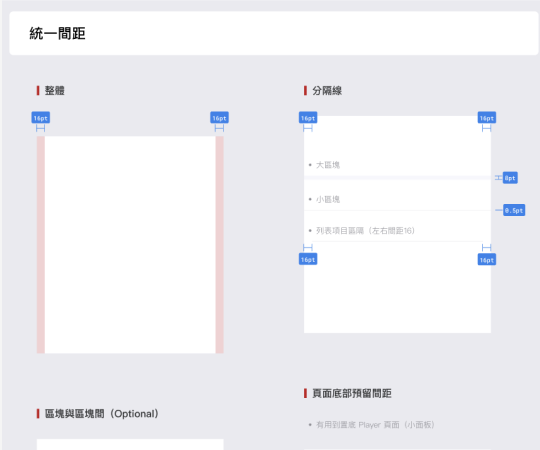 統一間距
整體
16pt 16pt
分隔線
16pt 16pt
大區塊
8pt
小區塊
0.5pt
列表項目區隔（左右間距16）
16pt 16pt
區塊與區塊間（Optional）
頁面底部預留間距
有用到置底 Player 頁面（小面板）